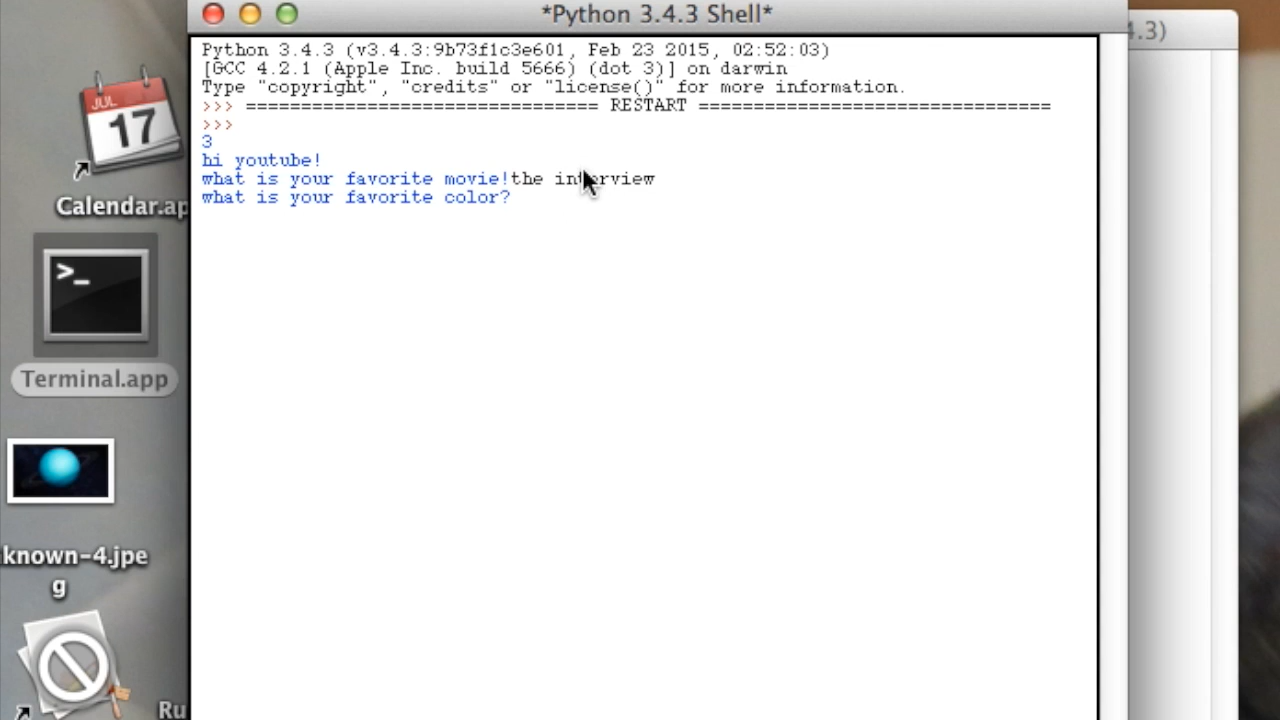 *Python 3.4.3 Shell*
4.3)
Python 3.4.3 (v3.4.3:9b73f1c3e601, Feb 23 2015, 02:52:03)
[GCC 4.2.1 (Apple Inc. build 5666) (dot 3)] on darwin
Type "copyright", "credits" or "license()" for more information.
>>> ================================ RESTART ================================
>>>
3
hi youtube!
what is your favorite movie!the interview
what is your favorite color?
JUL
17
Calendar.ap
>_
Terminal.app
known-4.jpe
g
Ru